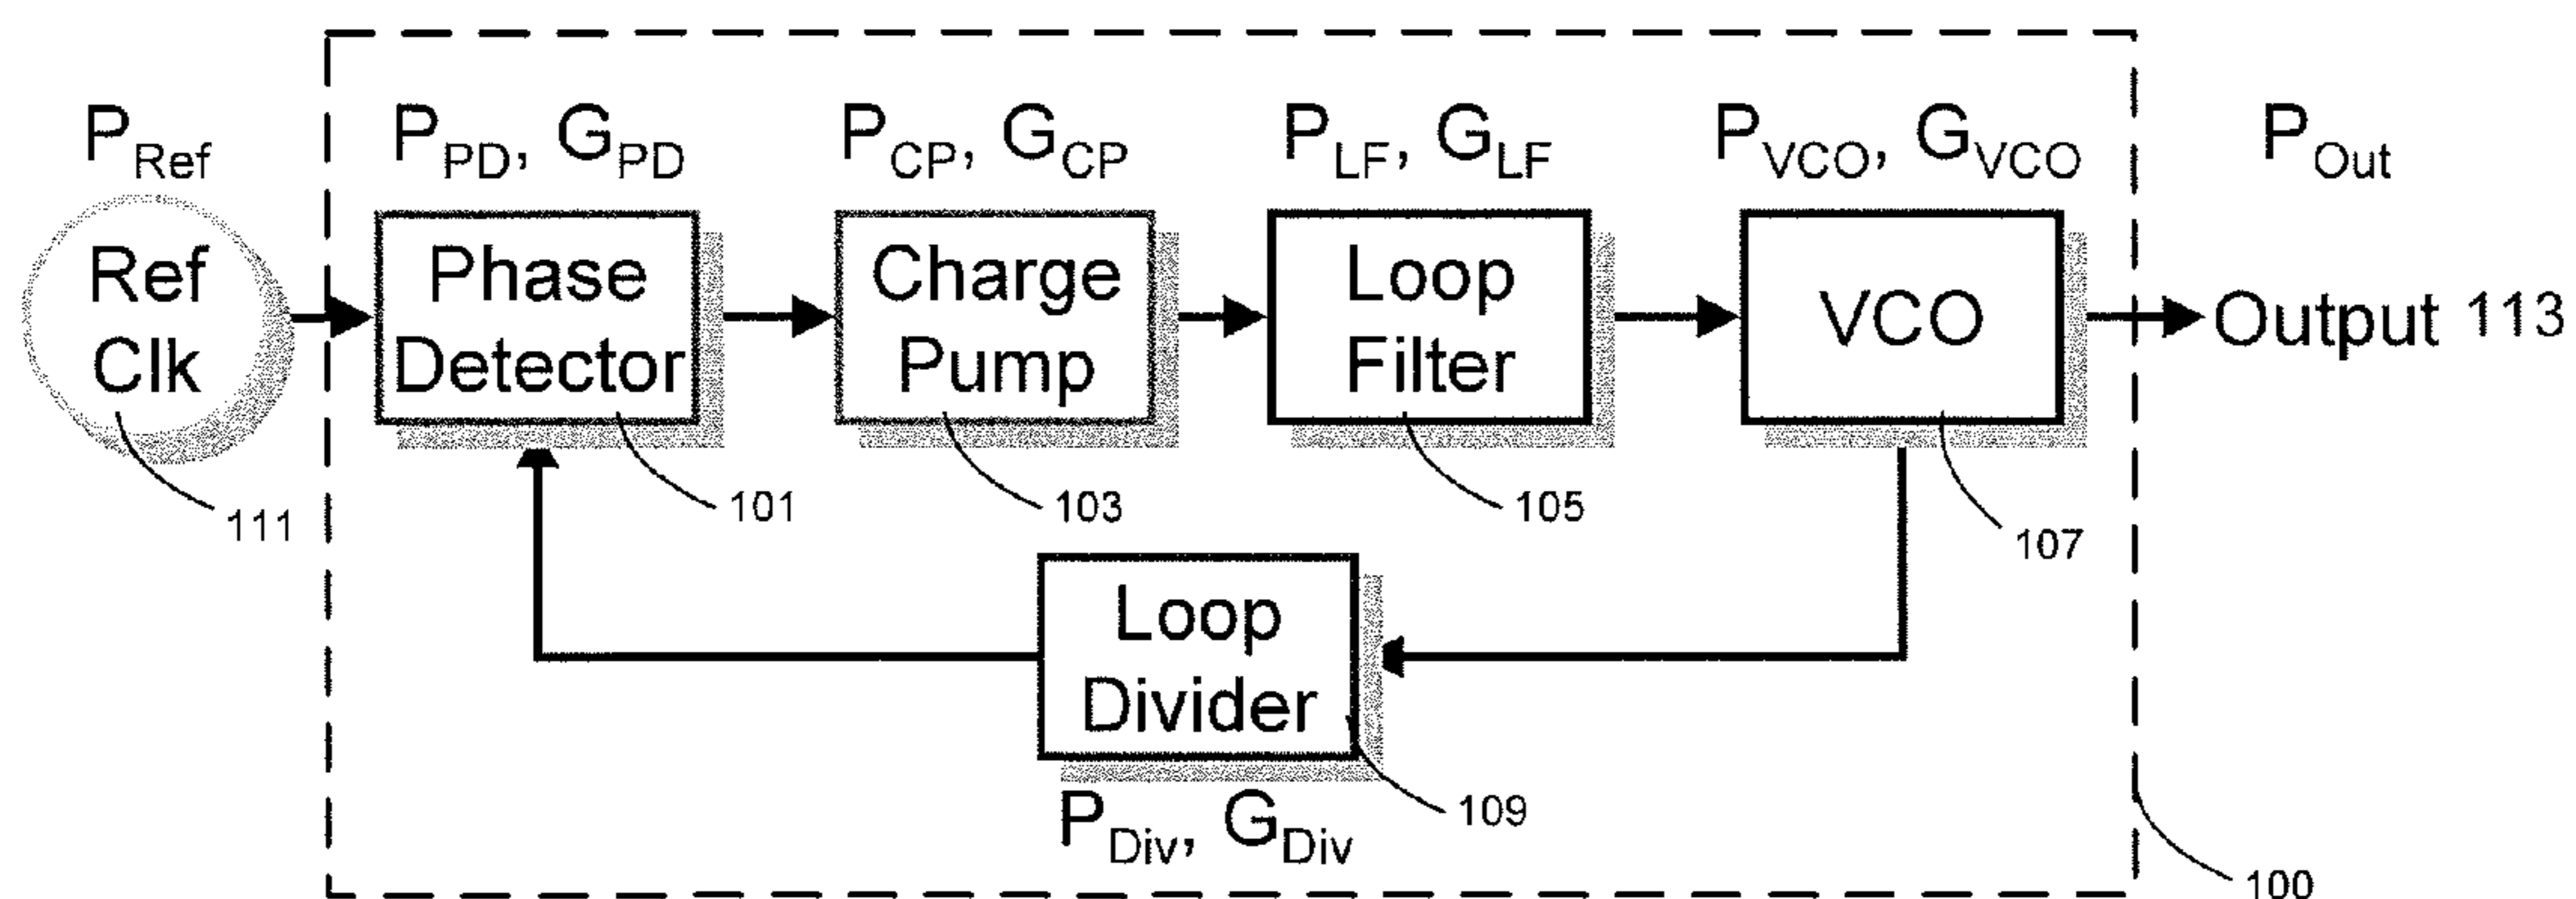 P_Ref
P_PD, G_PD
P_CP, G_CP
P_LF, G_LF
P_VCO, G_VCO
P_Out
Ref
Clk
Phase
Detector
Charge
Pump
Loop
Filter
VCO
Output 113
111
101
103
105
107
Loop
Divider
109
P_Div, G_Div
100